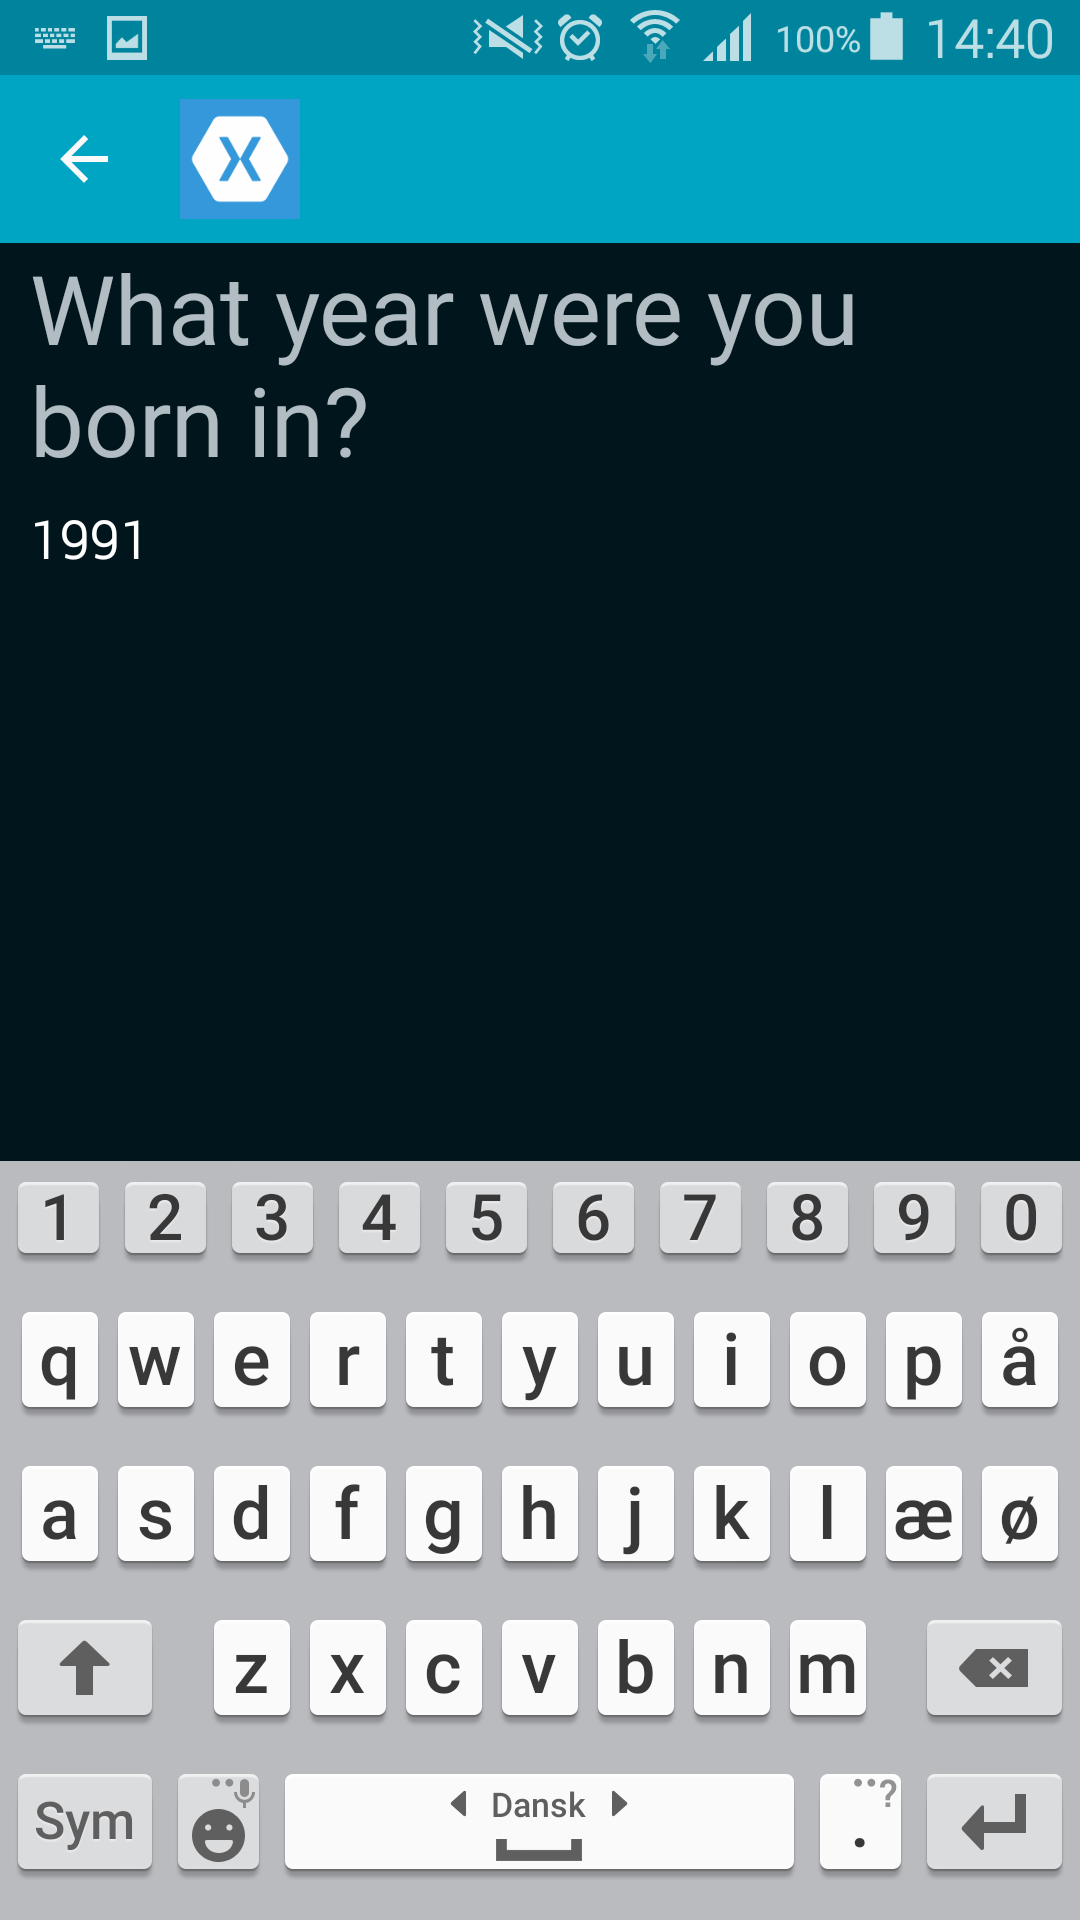 100% 14:40
X
What year were you
born in?
1991
1 2 3 4 5 6 7 8 9 0
q w e r t y u i o p å
a s d f g h j k l æ ø
z x c v b n m
Sym Dansk . ?